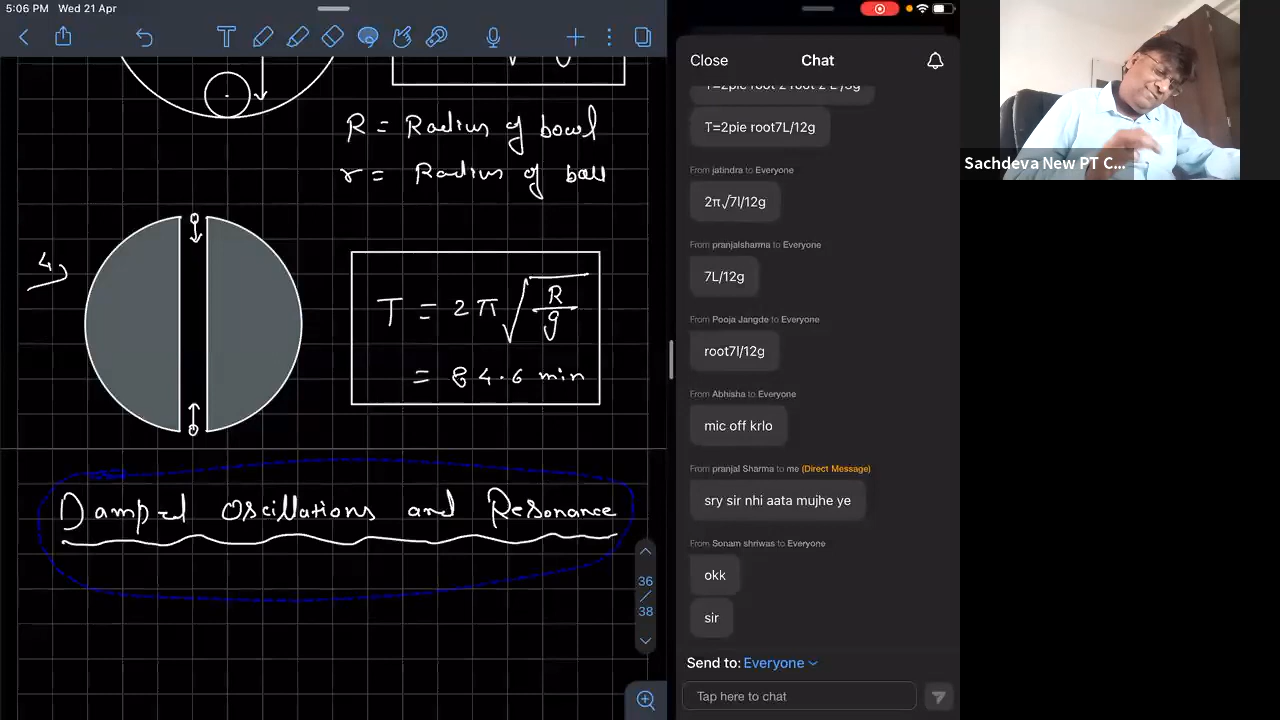 5:06 PM Wed 21 Apr
R = Radius of bowl
r = Radius of ball
4)
T = 2π √R/g
= 84.6 min
Damped Oscillations and Resonance
36
/
38
Close
Chat
T=2pie root7L/12g
From jatindra to Everyone
2π√7l/12g
From pranjalsharma to Everyone
7L/12g
From Pooja Jangde to Everyone
root7l/12g
From Abhisha to Everyone
mic off krlo
From pranjal Sharma to me (Direct Message)
sry sir nhi aata mujhe ye
From Sonam shriwas to Everyone
okk
sir
Send to: Everyone
Tap here to chat
Sachdeva New PT C...